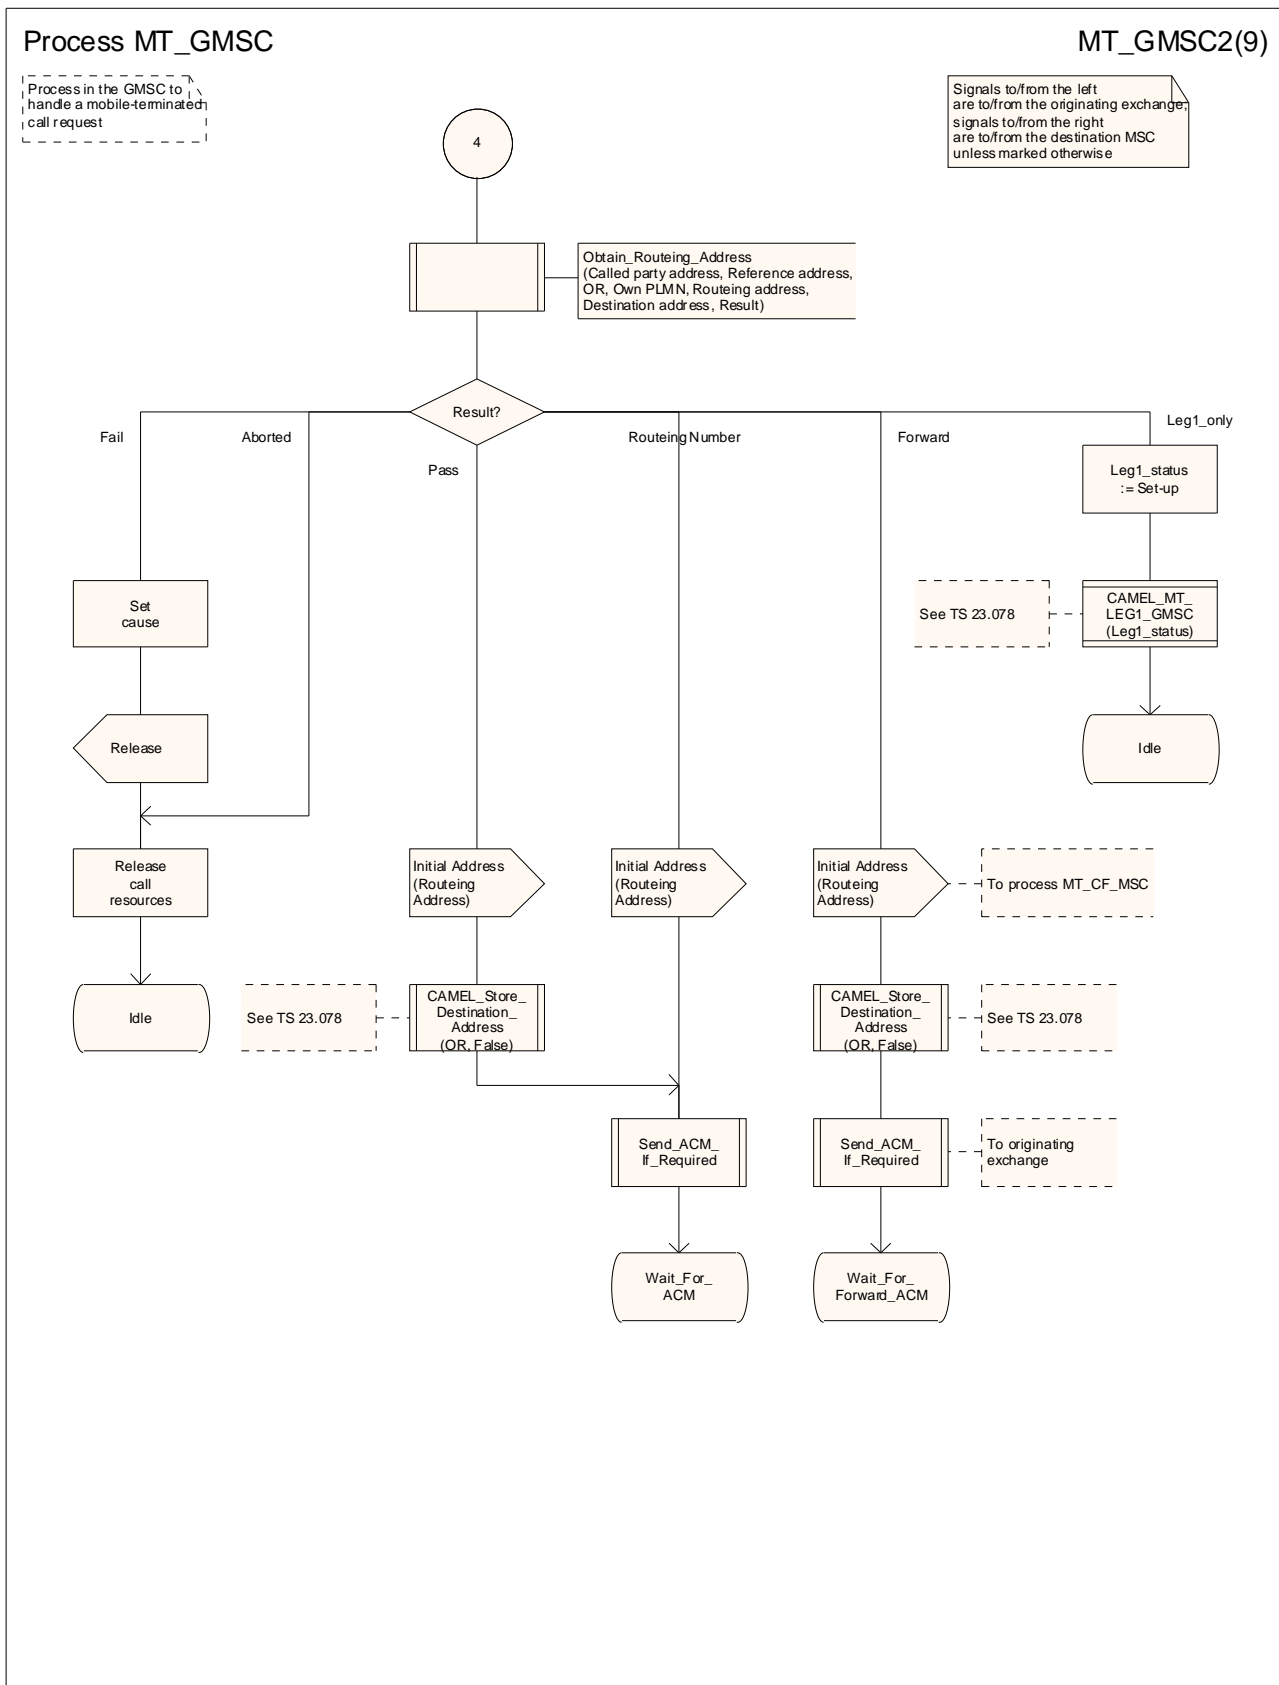 Process MT_GMSC
MT_GMSC2(9)
Process in the GMSC to
handle a mobile-terminated
call request
Signals to/from the left
are to/from the originating exchange;
signals to/from the right
are to/from the destination MSC
unless marked otherwise
4
Obtain_Routeing_Address
(Called party address, Reference address,
OR, Own PLMN, Routeing address,
Destination address, Result)
Result?
Fail
Aborted
Pass
Routeing Number
Forward
Leg1_only
Leg1_status
:= Set-up
Set
cause
See TS 23.078
CAMEL_MT_
LEG1_GMSC
(Leg1_status)
Release
Idle
Release
call
resources
Initial Address
(Routeing
Address)
Initial Address
(Routeing
Address)
Initial Address
(Routeing
Address)
To process MT_CF_MSC
Idle
See TS 23.078
CAMEL_Store_
Destination_
Address
(OR, False)
CAMEL_Store_
Destination_
Address
(OR, False)
See TS 23.078
Send_ACM_
If_Required
Send_ACM_
If_Required
To originating
exchange
Wait_For_
ACM
Wait_For_
Forward_ACM